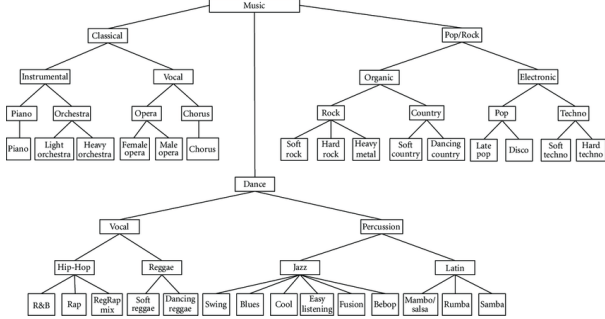 Music
Classical
Pop/Rock
Instrumental
Vocal
Organic
Electronic
Piano
Orchestra
Opera
Chorus
Rock
Country
Pop
Techno
Piano
Light
orchestra
Heavy
orchestra
Female
opera
Male
opera
Chorus
Soft
rock
Hard
rock
Heavy
metal
Soft
country
Dancing
country
Late
pop
Disco
Soft
techno
Hard
techno
Dance
Vocal
Percussion
Hip-Hop
Reggae
Jazz
Latin
R&B
Rap
RegRap
mix
Soft
reggae
Dancing
reggae
Swing
Blues
Cool
Easy
listening
Fusion
Bebop
Mambo/
salsa
Rumba
Samba